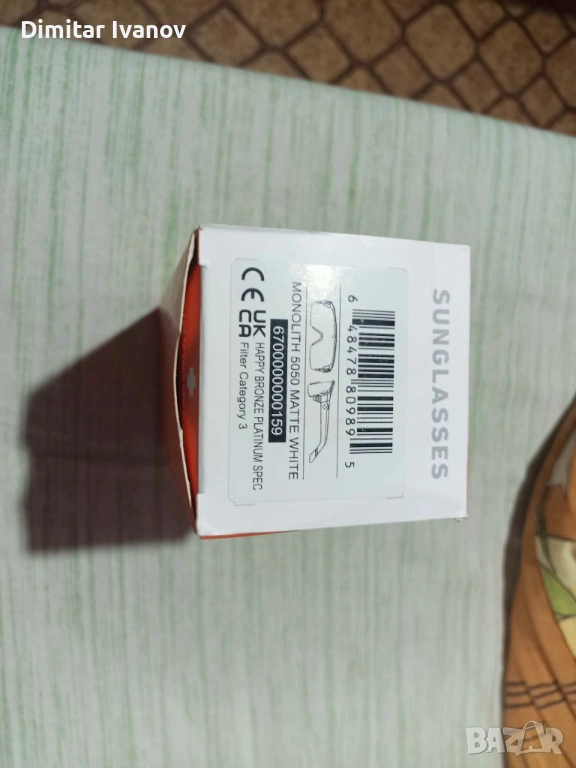 Dimitar Ivanov
SUNGLASSES
6 48478 80989 5
MONOLITH 5050 MATTE WHITE
6700000000159
HAPPY BRONZE PLATINUM SPEC
Filter Category 3
CE UK
CA
BAZAR